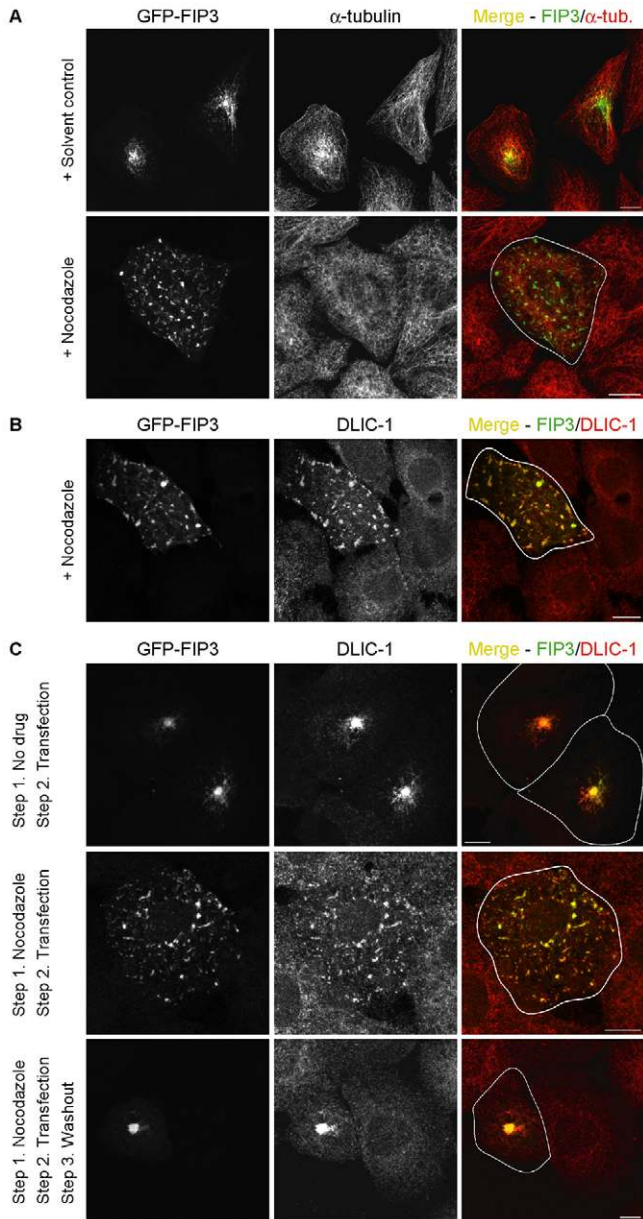 A
GFP-FIP3
α-tubulin
Merge - FIP3/α-tub.
+ Solvent control
+ Nocodazole
B
GFP-FIP3
DLIC-1
Merge - FIP3/DLIC-1
+ Nocodazole
C
GFP-FIP3
DLIC-1
Merge - FIP3/DLIC-1
Step 1. No drug
Step 2. Transfection
Step 1. Nocodazole
Step 2. Transfection
Step 1. Nocodazole
Step 2. Transfection
Step 3. Washout